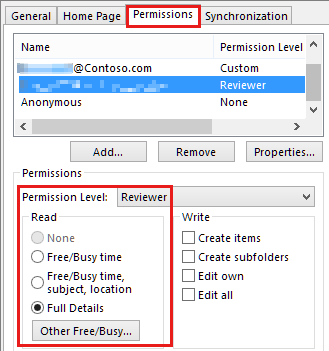 General Home Page Permissions Synchronization
Name Permission Level
@Contoso.com Custom
Reviewer
Anonymous None
Add... Remove Properties...
Permissions
Permission Level: Reviewer
Read Write
None Create items
Free/Busy time Create subfolders
Free/Busy time, subject, location Edit own
Full Details Edit all
Other Free/Busy...